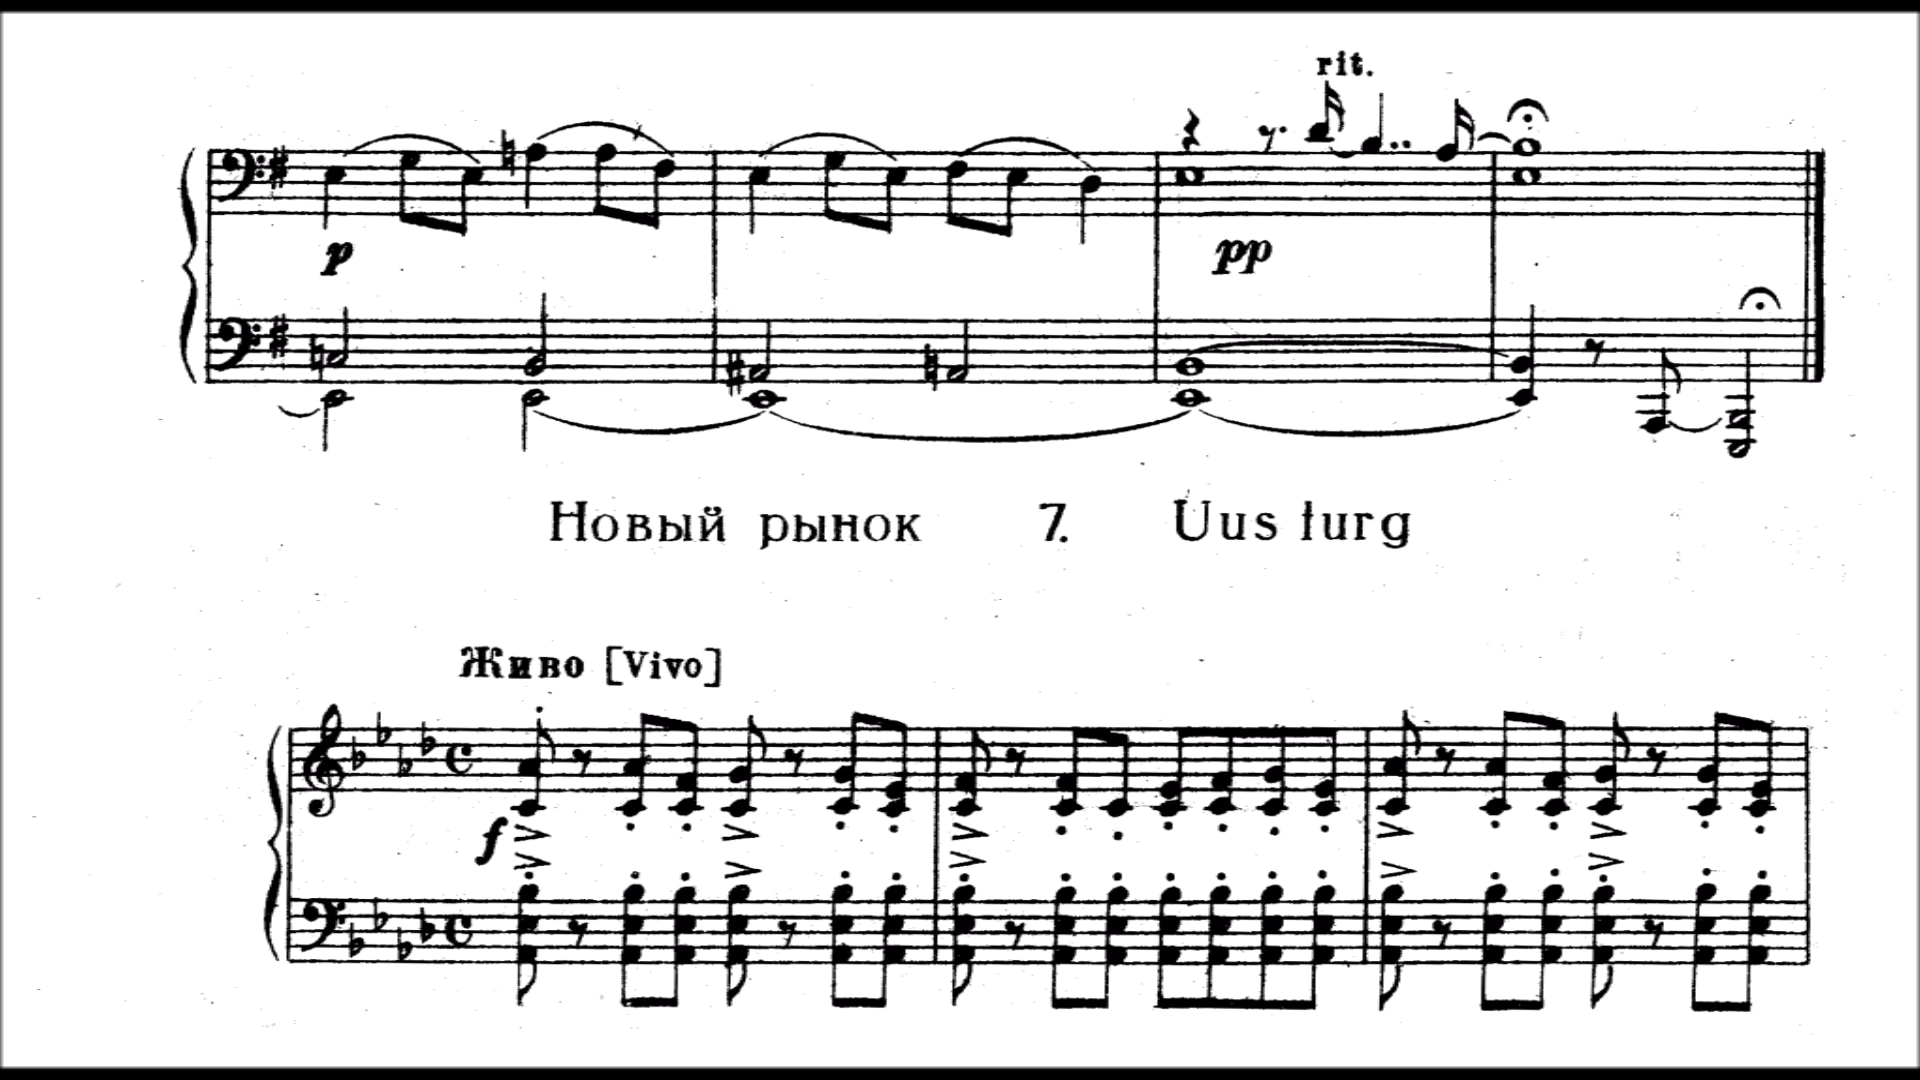 rit.
p
pp
Новый рынок 7. Uus turg
Живо [Vivo]
f